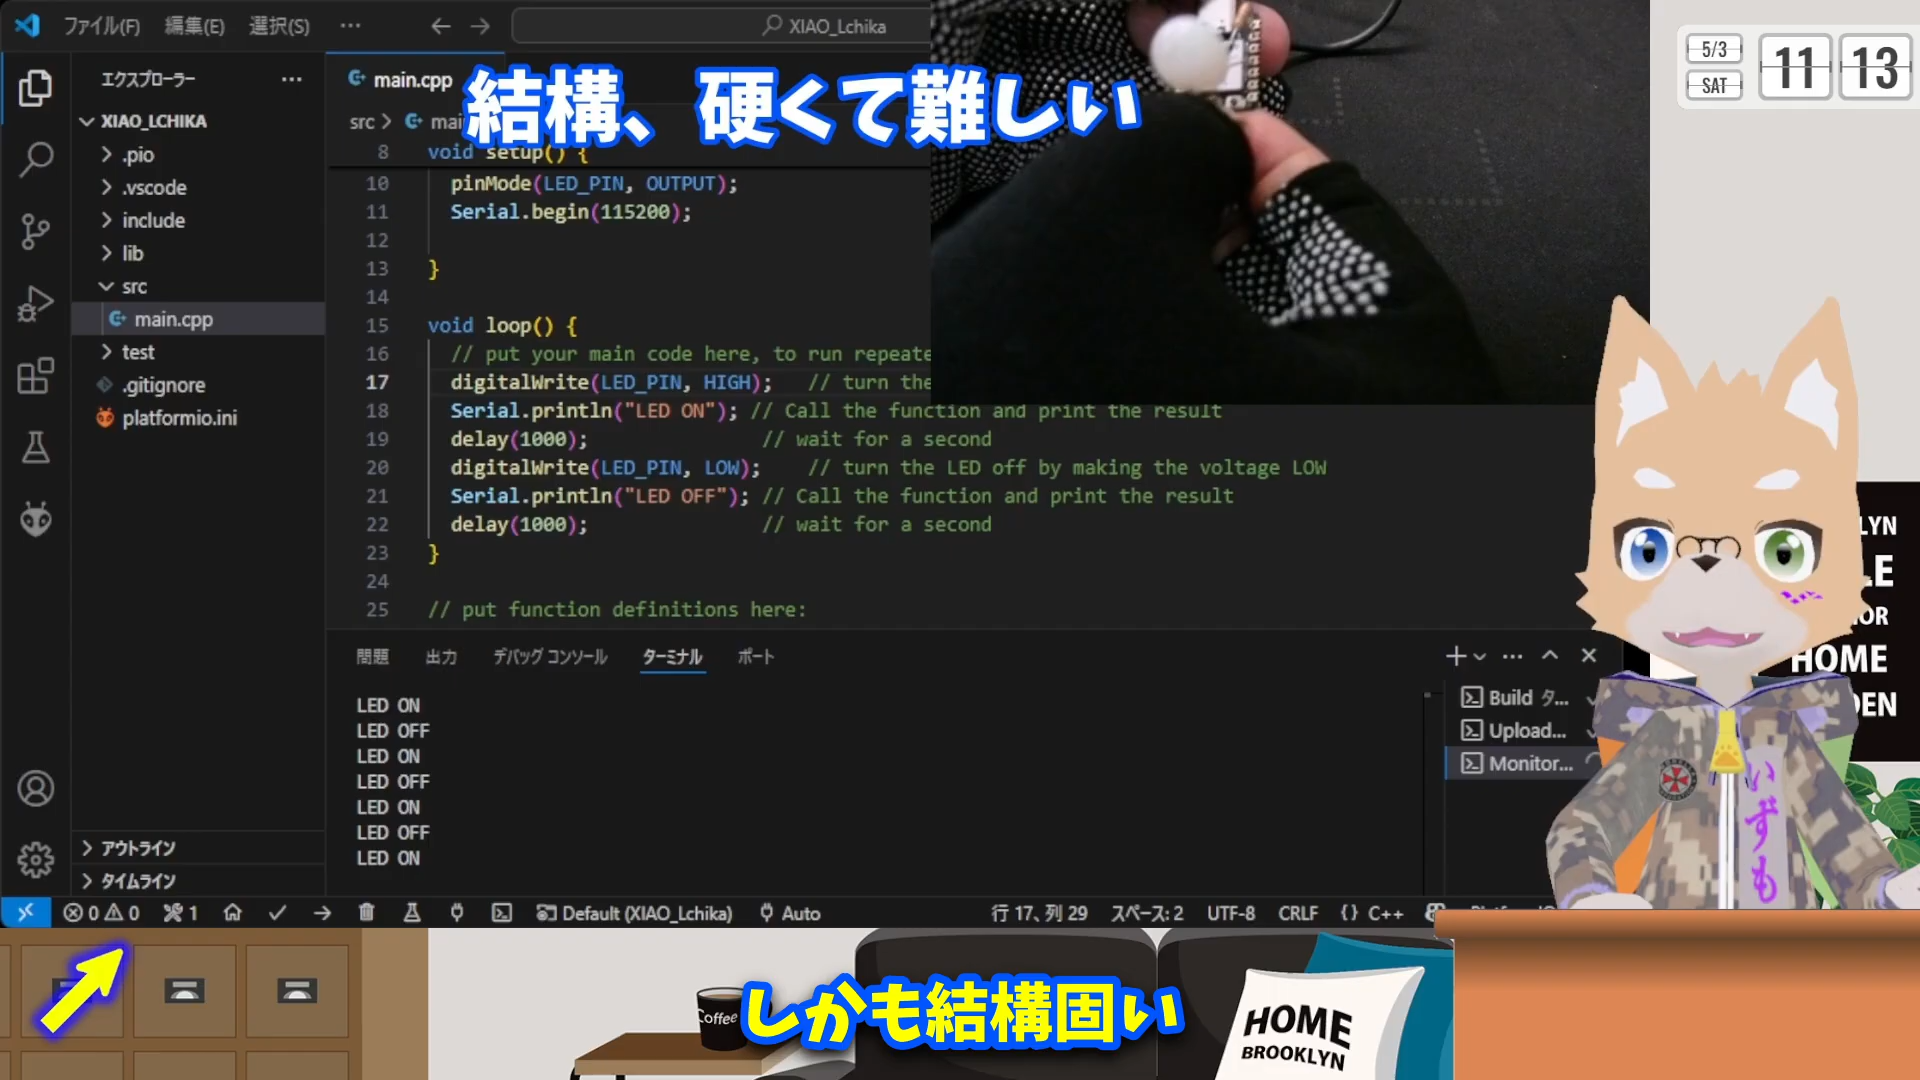 ファイル(F) 編集(E) 選択(S) ··· XIAO_Lchika
5/3
SAT
11 13
エクスプローラー ···
main.cpp
結構、硬くて難しい
XIAO_LCHIKA
.pio
.vscode
include
lib
src
main.cpp
test
.gitignore
platformio.ini
アウトライン
タイムライン
src > mai
8 void setup() {
10 pinMode(LED_PIN, OUTPUT);
11 Serial.begin(115200);
12
13 }
14
15 void loop() {
16 // put your main code here, to run repeate
17 digitalWrite(LED_PIN, HIGH); // turn the
18 Serial.println("LED ON"); // Call the function and print the result
19 delay(1000); // wait for a second
20 digitalWrite(LED_PIN, LOW); // turn the LED off by making the voltage LOW
21 Serial.println("LED OFF"); // Call the function and print the result
22 delay(1000); // wait for a second
23 }
24
25 // put function definitions here:
問題 出力 デバッグ コンソール ターミナル ポート
LED ON
LED OFF
LED ON
LED OFF
LED ON
LED OFF
LED ON
Build タ...
Upload...
Monitor...
0 0 1 Default (XIAO_Lchika) Auto 行 17、列 29 スペース: 2 UTF-8 CRLF {} C++
LYN
LE
OR
HOME
DEN
いずも
Coffee
しかも結構固い
HOME
BROOKLYN